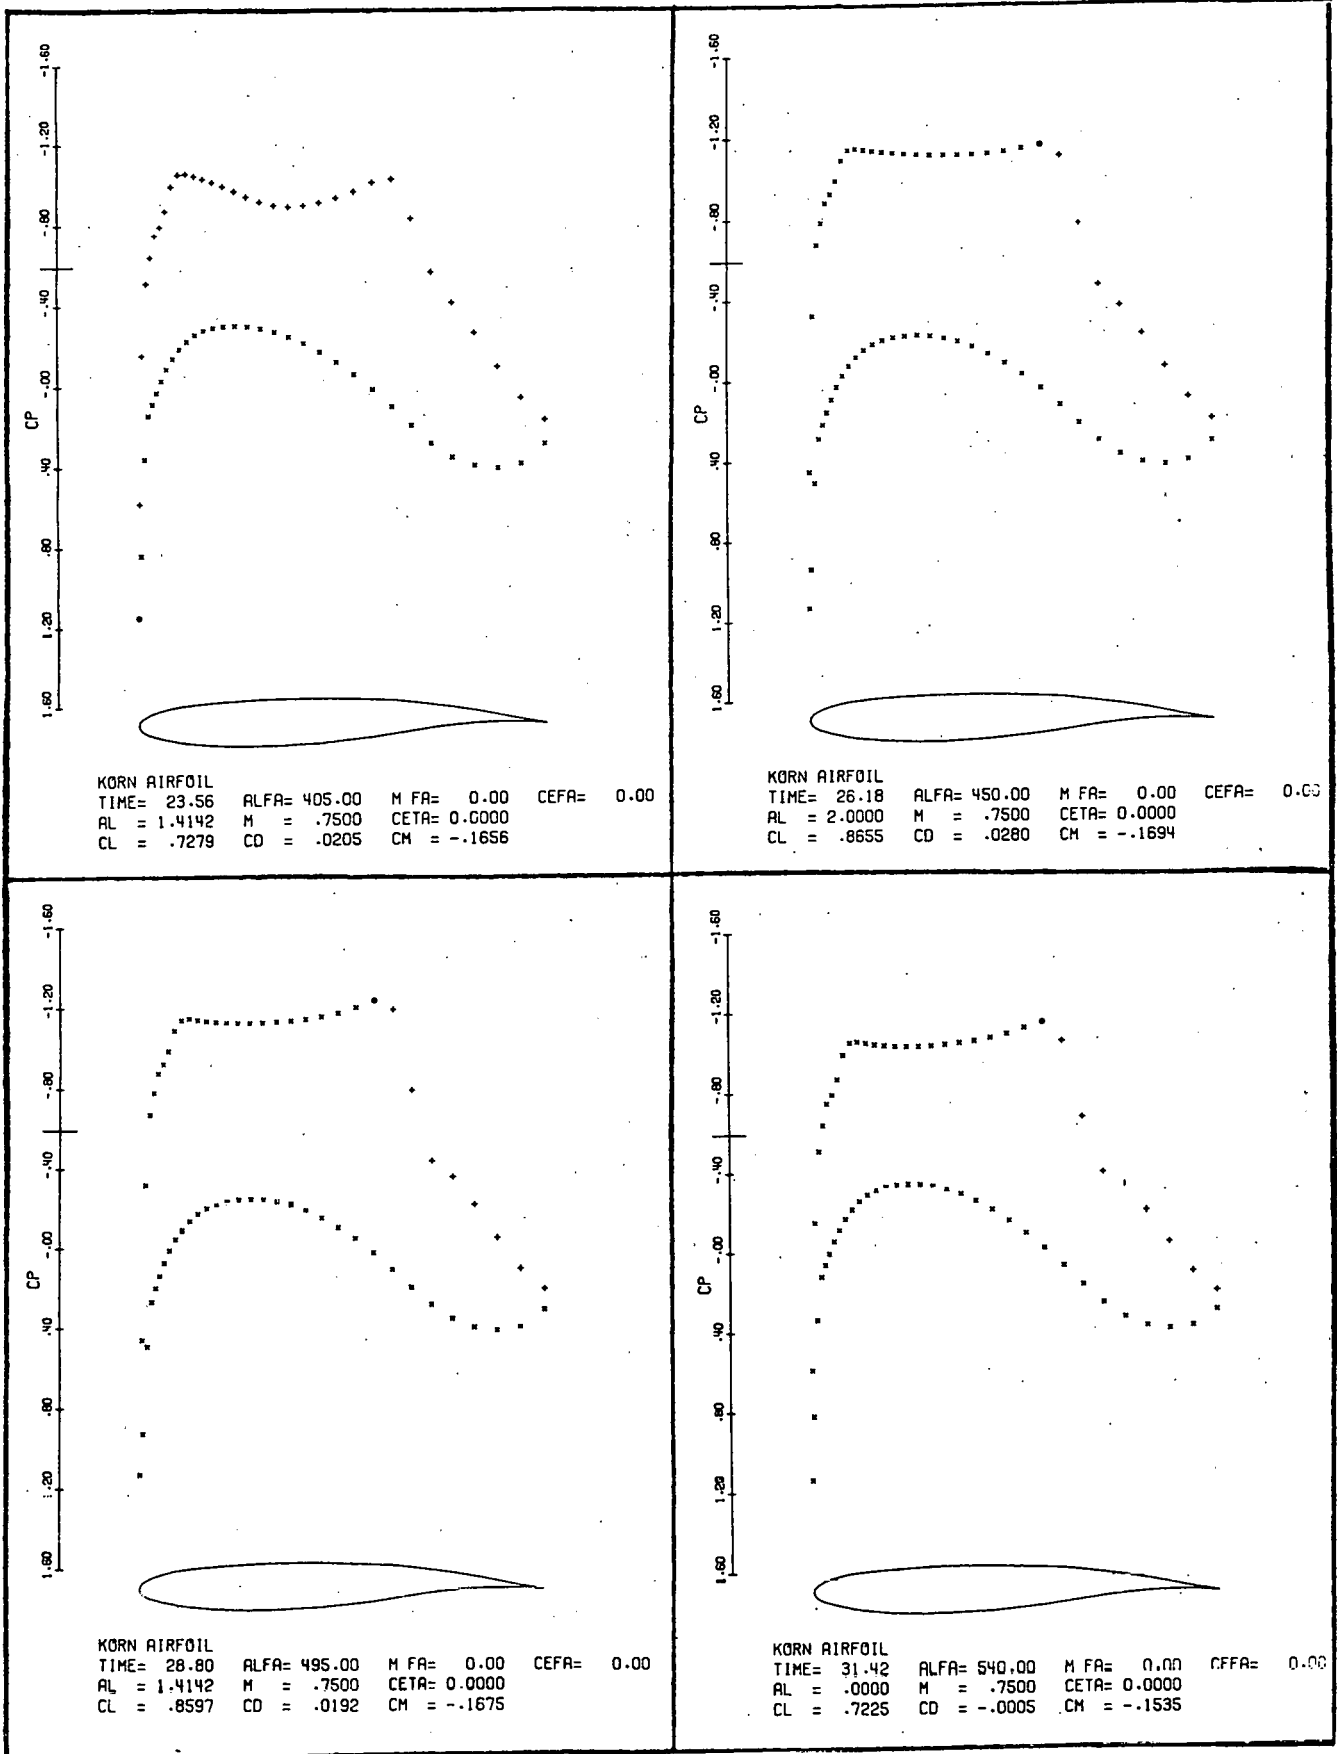 -1.60
-1.20
-.80
-.40
-.00
.40
.80
1.20
1.60
CP
KORN AIRFOIL
TIME= 23.56 ALFA= 405.00 M FA= 0.00 CEFA= 0.00
AL = 1.4142 M = .7500 CETA= 0.0000
CL = .7279 CD = .0205 CM = -.1656
-1.60
-1.20
-.80
-.40
-.00
.40
.80
1.20
1.60
CP
KORN AIRFOIL
TIME= 26.18 ALFA= 450.00 M FA= 0.00 CEFA= 0.00
AL = 2.0000 M = .7500 CETA= 0.0000
CL = .8655 CD = .0280 CM = -.1694
-1.60
-1.20
-.80
-.40
-.00
.40
.80
1.20
1.60
CP
KORN AIRFOIL
TIME= 28.80 ALFA= 495.00 M FA= 0.00 CEFA= 0.00
AL = 1.4142 M = .7500 CETA= 0.0000
CL = .8597 CD = .0192 CM = -.1675
-1.60
-1.20
-.80
-.40
-.00
.40
.80
1.20
1.60
CP
KORN AIRFOIL
TIME= 31.42 ALFA= 540.00 M FA= 0.00 CEFA= 0.00
AL = .0000 M = .7500 CETA= 0.0000
CL = .7225 CD = -.0005 CM = -.1535